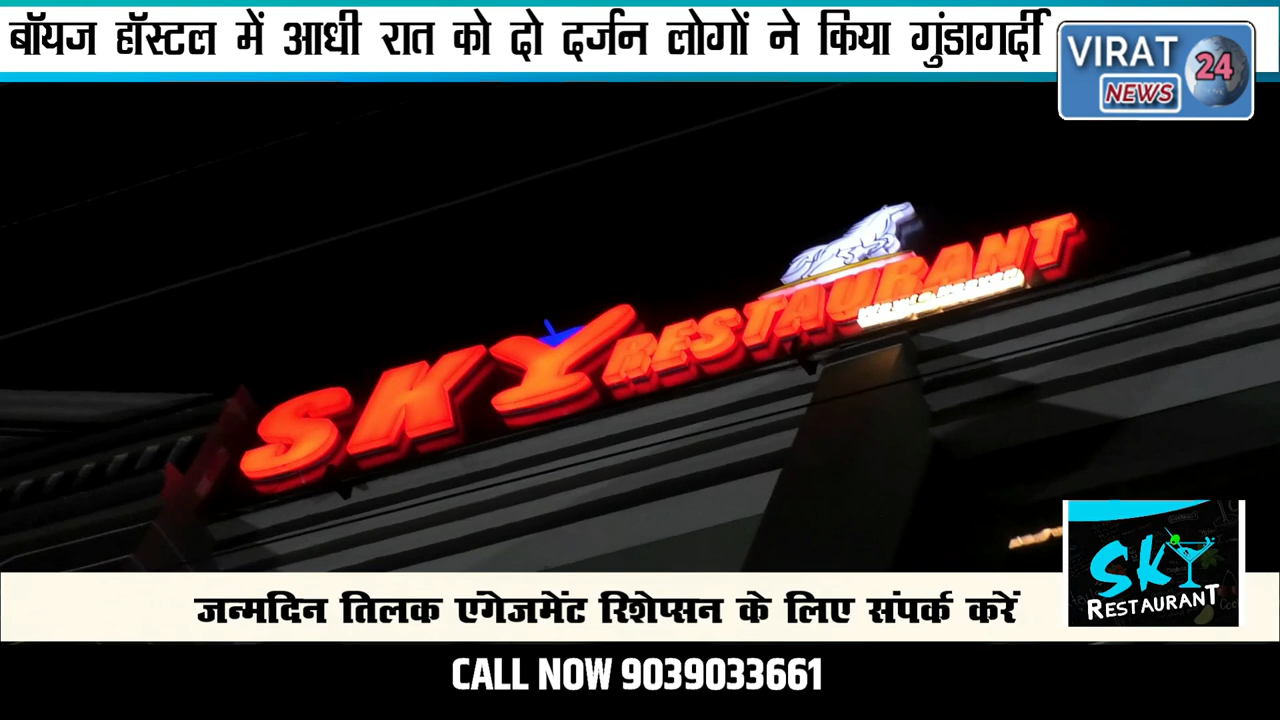 बॉयज हॉस्टल में आधी रात को दो दर्जन लोगों ने किया गुंडागर्दी
VIRAT
24
NEWS
SKY RESTAURANT
SKY
RESTAURANT
जन्मदिन तिलक एंगेजमेंट रिशेप्सन के लिए संपर्क करें
CALL NOW 9039033661